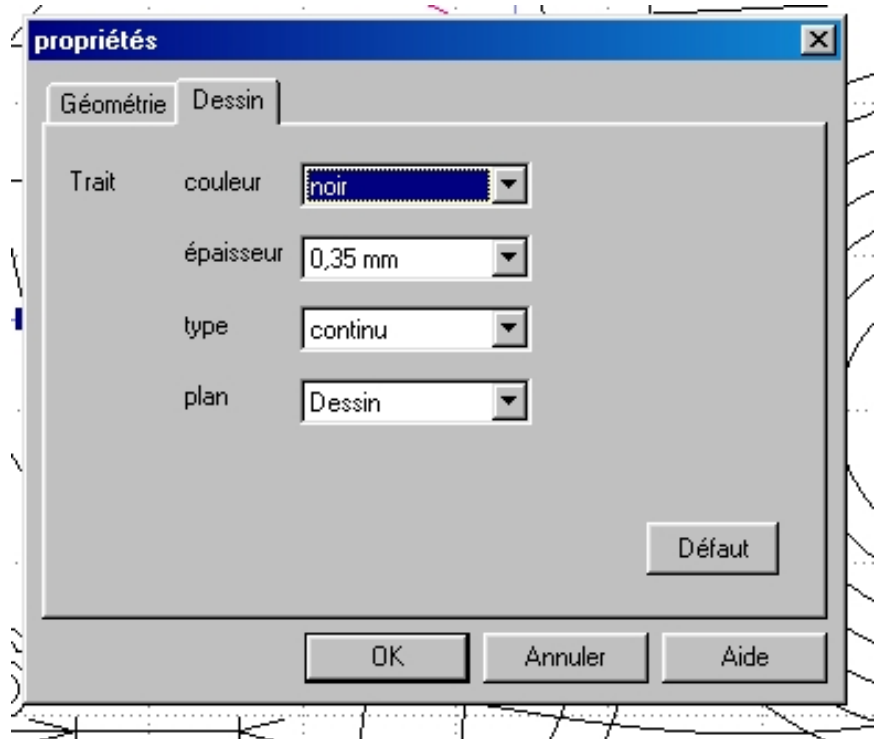 propriétés
Géométrie Dessin
Trait couleur noir
épaisseur 0,35 mm
type continu
plan Dessin
Défaut
OK Annuler Aide